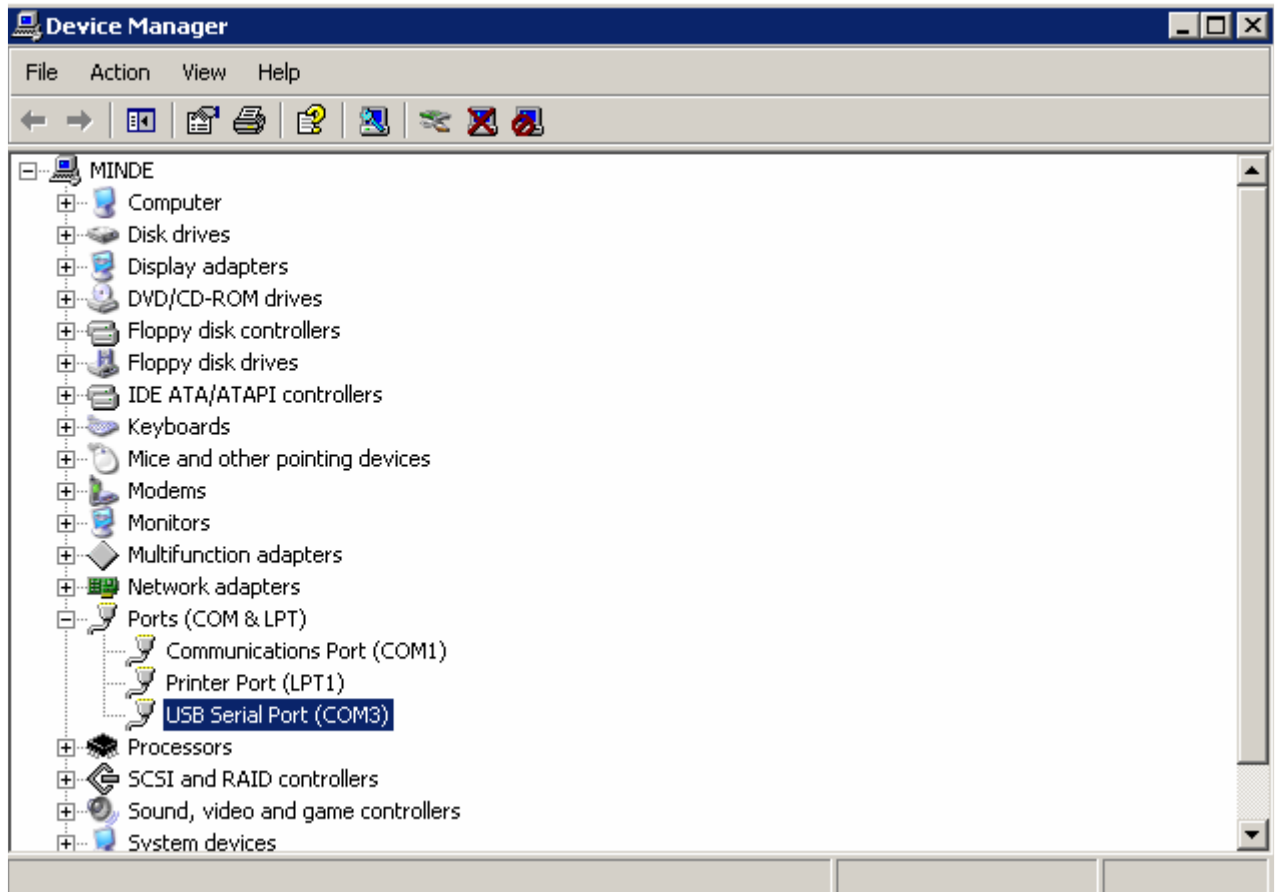 Device Manager
File Action View Help
MINDE
Computer
Disk drives
Display adapters
DVD/CD-ROM drives
Floppy disk controllers
Floppy disk drives
IDE ATA/ATAPI controllers
Keyboards
Mice and other pointing devices
Modems
Monitors
Multifunction adapters
Network adapters
Ports (COM & LPT)
Communications Port (COM1)
Printer Port (LPT1)
USB Serial Port (COM3)
Processors
SCSI and RAID controllers
Sound, video and game controllers
System devices